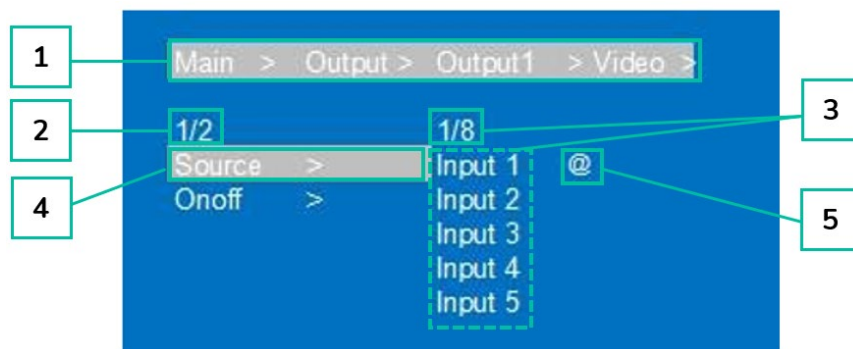 1
Main > Output > Output1 > Video >
3
2
1/2 1/8
Source > Input 1 @
4
Onoff > Input 2
5
Input 3
Input 4
Input 5